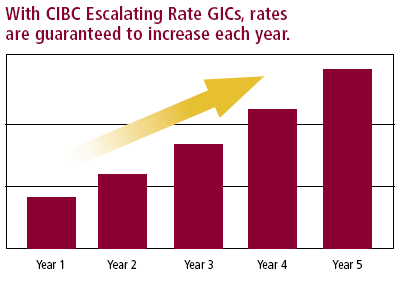 With CIBC Escalating Rate GICs, rates
are guaranteed to increase each year.
Year 1 Year 2 Year 3 Year 4 Year 5